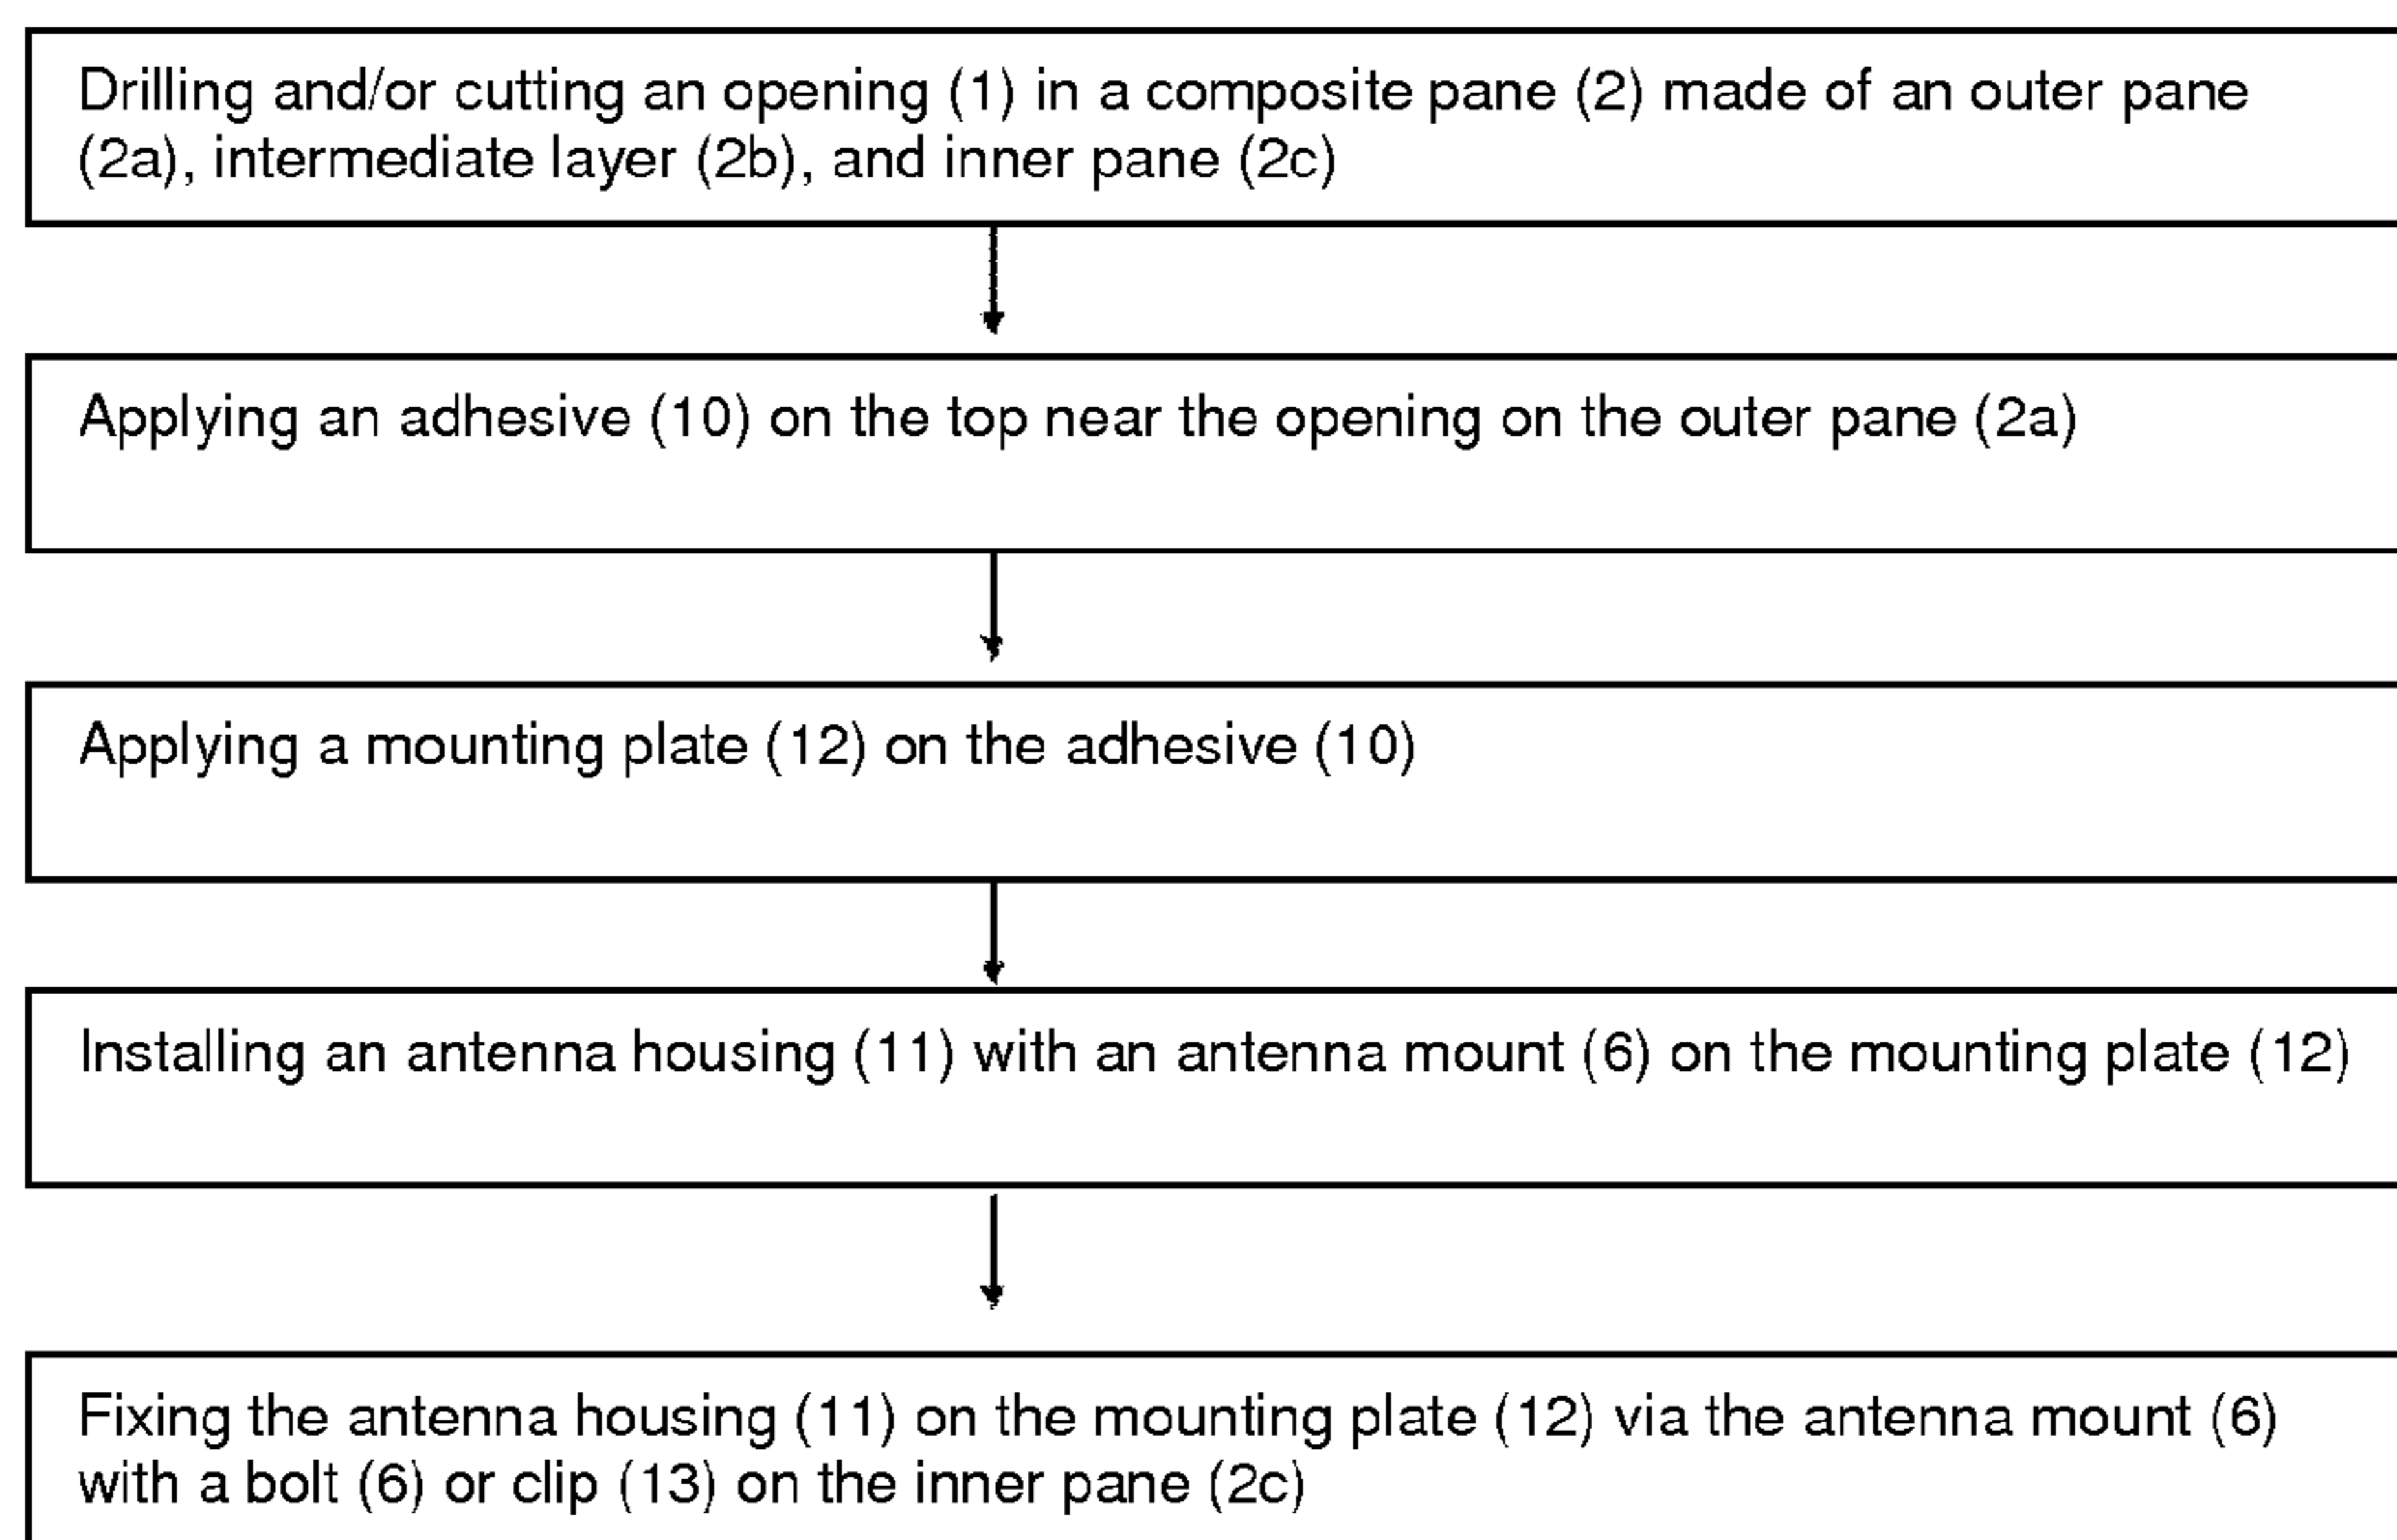 Drilling and/or cutting an opening (1) in a composite pane (2) made of an outer pane
(2a), intermediate layer (2b), and inner pane (2c)
Applying an adhesive (10) on the top near the opening on the outer pane (2a)
Applying a mounting plate (12) on the adhesive (10)
Installing an antenna housing (11) with an antenna mount (6) on the mounting plate (12)
Fixing the antenna housing (11) on the mounting plate (12) via the antenna mount (6)
with a bolt (6) or clip (13) on the inner pane (2c)